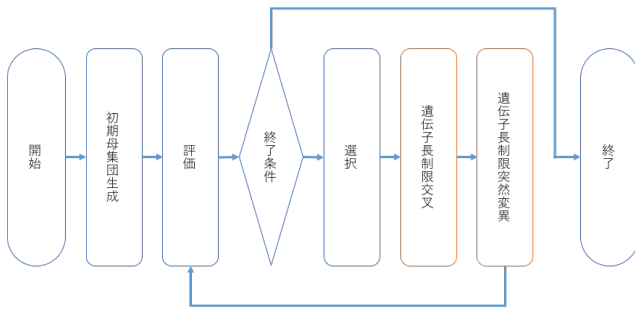 開始
初期母集団生成
評価
終了条件
選択
遺伝子長制限交叉
遺伝子長制限突然変異
終了